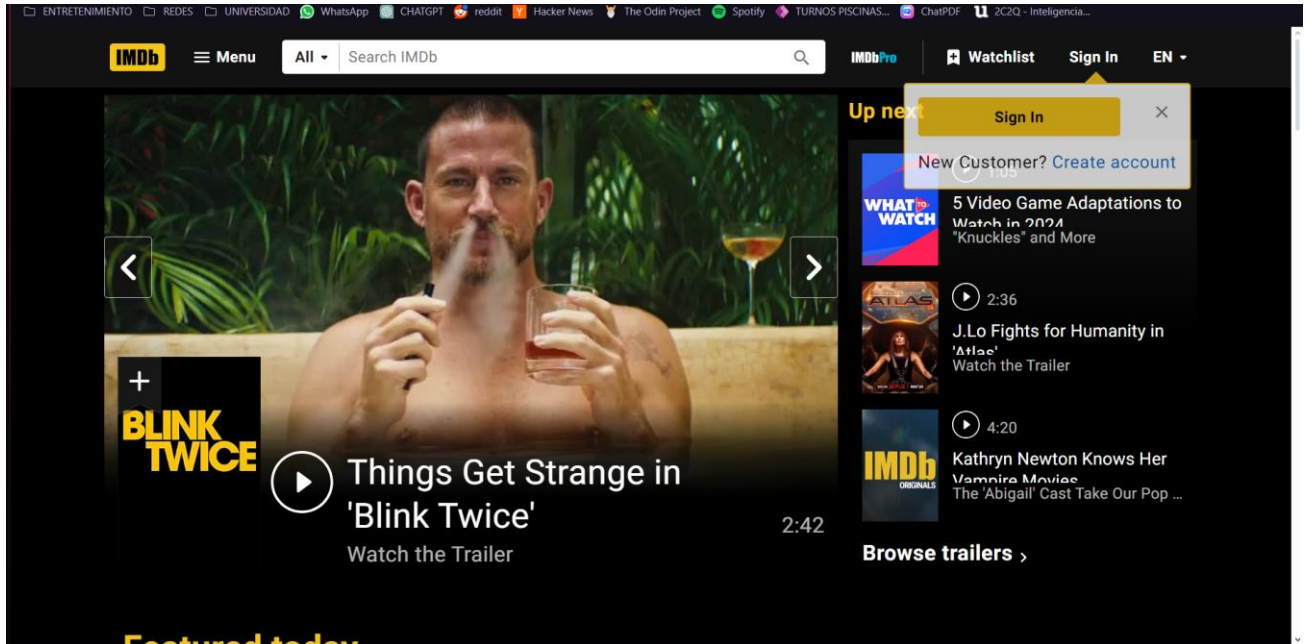 ENTRETENIMIENTO REDES UNIVERSIDAD WhatsApp CHATGPT reddit Hacker News The Odin Project Spotify TURNOS PISCINAS... ChatPDF 2C2Q - Inteligencia...
IMDb Menu All Search IMDb IMDbPro Watchlist Sign In EN
Sign In
New Customer? Create account
Up next
WHAT TO WATCH
1:05
5 Video Game Adaptations to
Watch in 2024
"Knuckles" and More
ATLAS
2:36
J.Lo Fights for Humanity in
'Atlas'
Watch the Trailer
IMDb
ORIGINALS
4:20
Kathryn Newton Knows Her
Vampire Movies
The 'Abigail' Cast Take Our Pop ...
Browse trailers
BLINK
TWICE
Things Get Strange in
'Blink Twice'
Watch the Trailer
2:42
Featured today